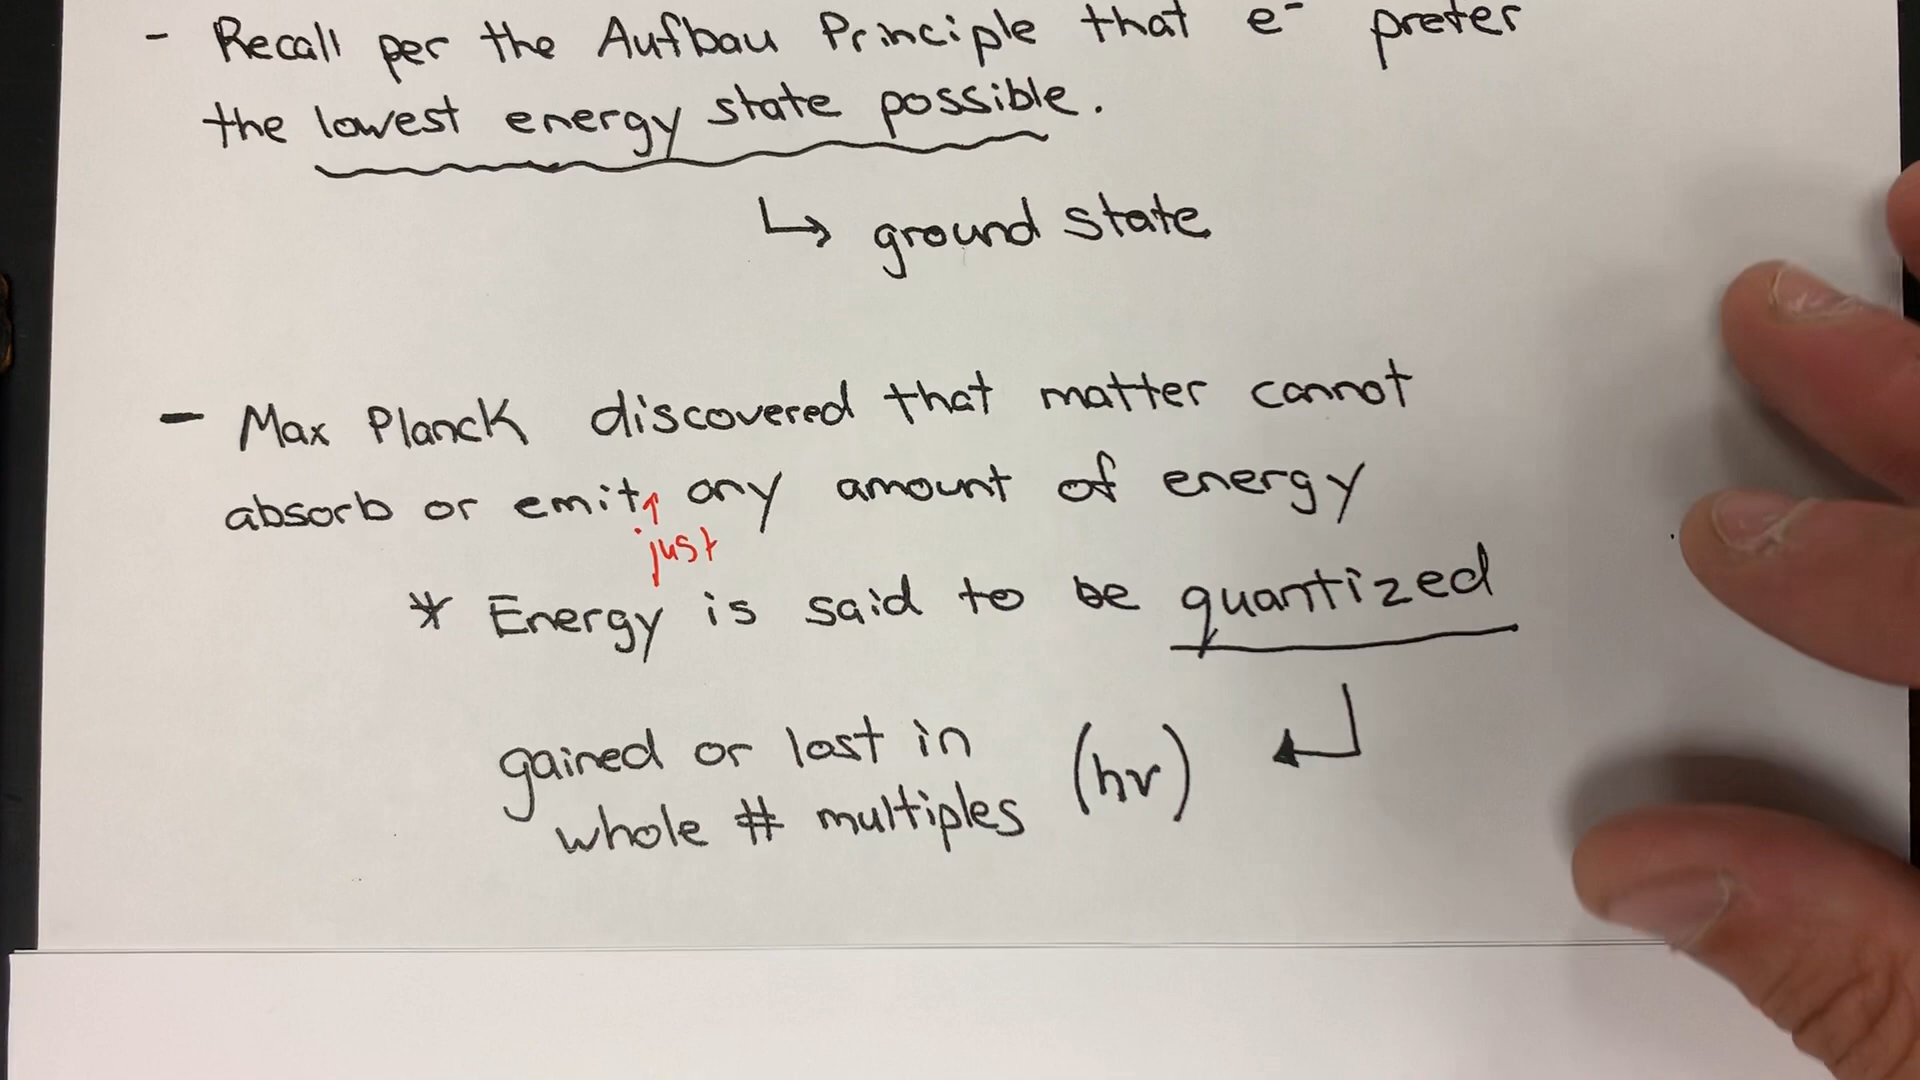 - Recall per the Aufbau Principle that e⁻ prefer
the lowest energy state possible.
↳ ground state
- Max Planck discovered that matter cannot
absorb or emit any amount of energy
just
* Energy is said to be quantized
gained or lost in (hν)
whole # multiples